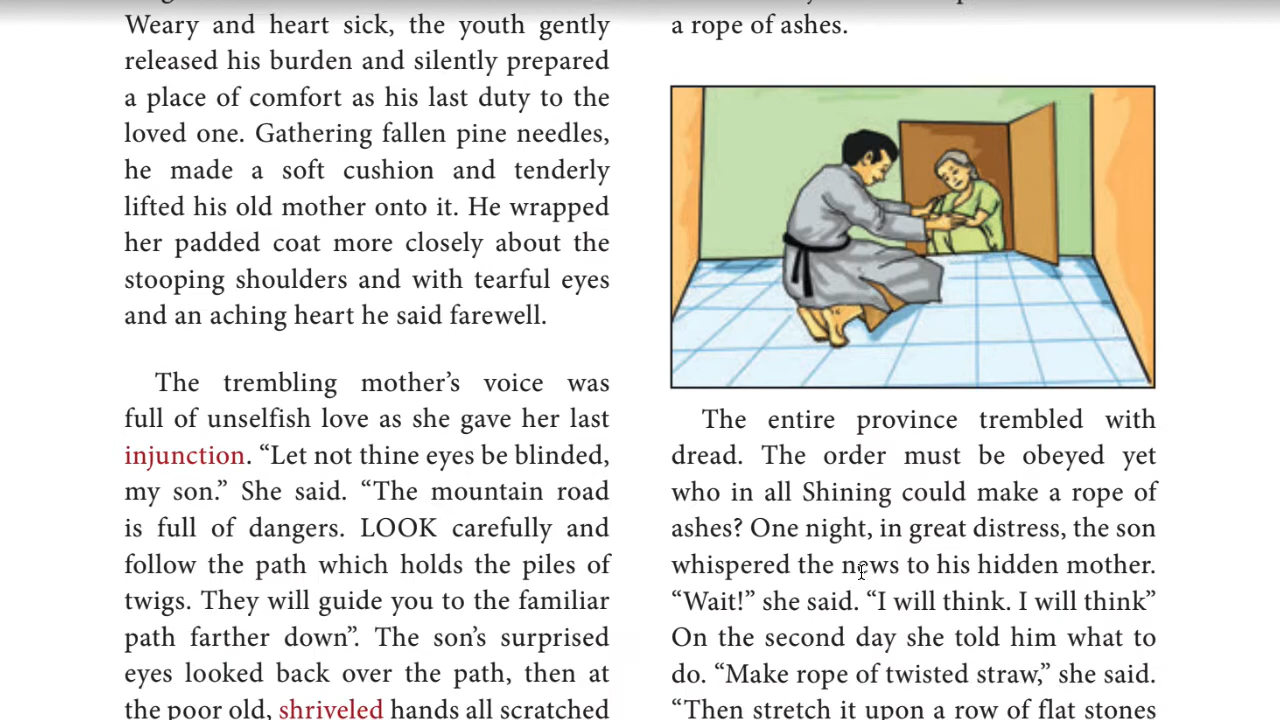 Weary and heart sick, the youth gently
released his burden and silently prepared
a place of comfort as his last duty to the
loved one. Gathering fallen pine needles,
he made a soft cushion and tenderly
lifted his old mother onto it. He wrapped
her padded coat more closely about the
stooping shoulders and with tearful eyes
and an aching heart he said farewell.
The trembling mother’s voice was
full of unselfish love as she gave her last
injunction. “Let not thine eyes be blinded,
my son.” She said. “The mountain road
is full of dangers. LOOK carefully and
follow the path which holds the piles of
twigs. They will guide you to the familiar
path farther down”. The son’s surprised
eyes looked back over the path, then at
the poor old, shriveled hands all scratched
a rope of ashes.
The entire province trembled with
dread. The order must be obeyed yet
who in all Shining could make a rope of
ashes? One night, in great distress, the son
whispered the news to his hidden mother.
“Wait!” she said. “I will think. I will think”
On the second day she told him what to
do. “Make rope of twisted straw,” she said.
“Then stretch it upon a row of flat stones